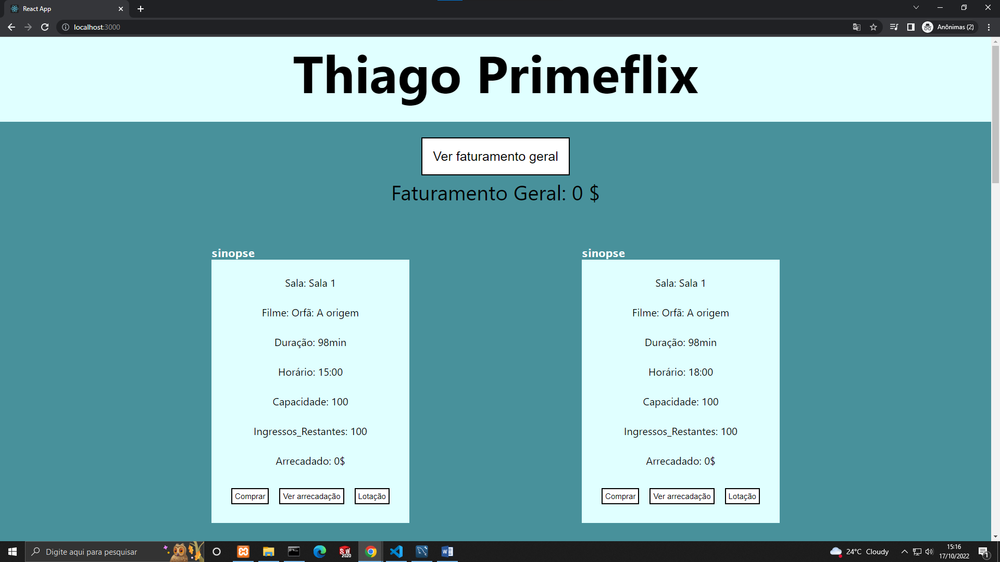 React App
localhost:3000
Anônimas (2)
Thiago Primeflix
Ver faturamento geral
Faturamento Geral: 0 $
sinopse
Sala: Sala 1
Filme: Orfã: A origem
Duração: 98min
Horário: 15:00
Capacidade: 100
Ingressos_Restantes: 100
Arrecadado: 0$
Comprar
Ver arrecadação
Lotação
sinopse
Sala: Sala 1
Filme: Orfã: A origem
Duração: 98min
Horário: 18:00
Capacidade: 100
Ingressos_Restantes: 100
Arrecadado: 0$
Comprar
Ver arrecadação
Lotação
Digite aqui para pesquisar
SW
2020
24°C Cloudy
15:16
17/10/2022
1